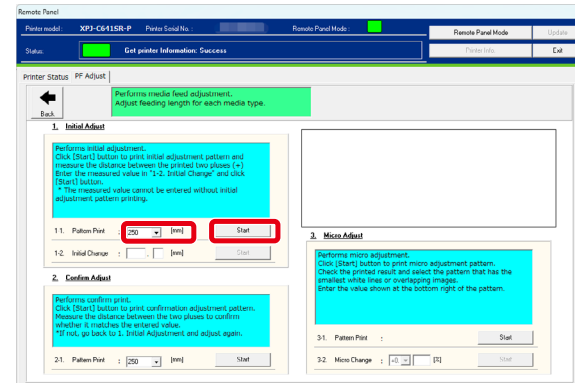 Remote Panel
Printer model : XPJ-C641SR-P Printer Serial No. : Remote Panel Mode : Remote Panel Mode Update
Status: Get printer Information: Success Printer Info. Exit
Printer Status PF Adjust
Back
Performs media feed adjustment.
Adjust feeding length for each media type.
1. Initial Adjust
Performs initial adjustment.
Click [Start] button to print initial adjustment pattern and
measure the distance between the printed two pluses (+)
Enter the measured value in "1-2. Initial Change" and click
[Start] button.
* The measured value cannot be entered without initial
adjustment pattern printing.
1-1. Pattern Print : 250 [mm] Start
1-2. Initial Change : . [mm] Start
2. Confirm Adjust
Performs confirm print.
Click [Start] button to print confirmation adjustment pattern.
Measure the distance between the two pluses to confirm
whether it matches the entered value.
*If not, go back to 1. Initial Adjustment and adjust again.
2-1. Pattern Print : 250 [mm] Start
3. Micro Adjust
Performs micro adjustment.
Click [Start] button to print micro adjustment pattern.
Check the printed result and select the pattern that has the
smallest white lines or overlapping images.
Enter the value shown at the bottom right of the pattern.
3-1. Pattern Print : Start
3-2. Micro Change : +0. [%] Start